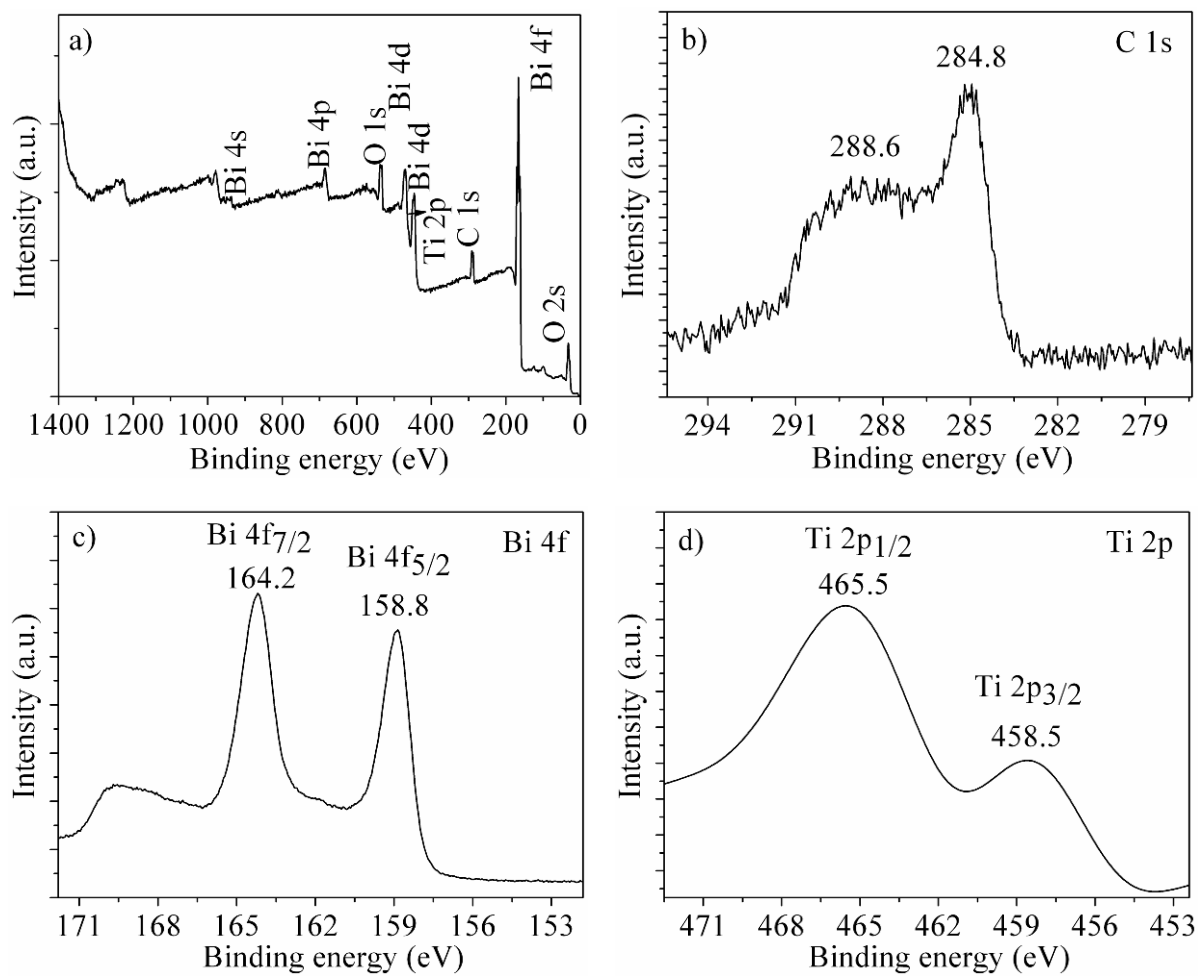 a)
Bi 4s
Bi 4p
O 1s
Bi 4d
Bi 4d
Ti 2p
C 1s
Bi 4f
O 2s
Intensity (a.u.)
1400 1200 1000 800 600 400 200 0
Binding energy (eV)
b)
C 1s
284.8
288.6
Intensity (a.u.)
294 291 288 285 282 279
Binding energy (eV)
c)
Bi 4f
Bi 4f7/2
164.2
Bi 4f5/2
158.8
Intensity (a.u.)
171 168 165 162 159 156 153
Binding energy (eV)
d)
Ti 2p
Ti 2p1/2
465.5
Ti 2p3/2
458.5
Intensity (a.u.)
471 468 465 462 459 456 453
Binding energy (eV)